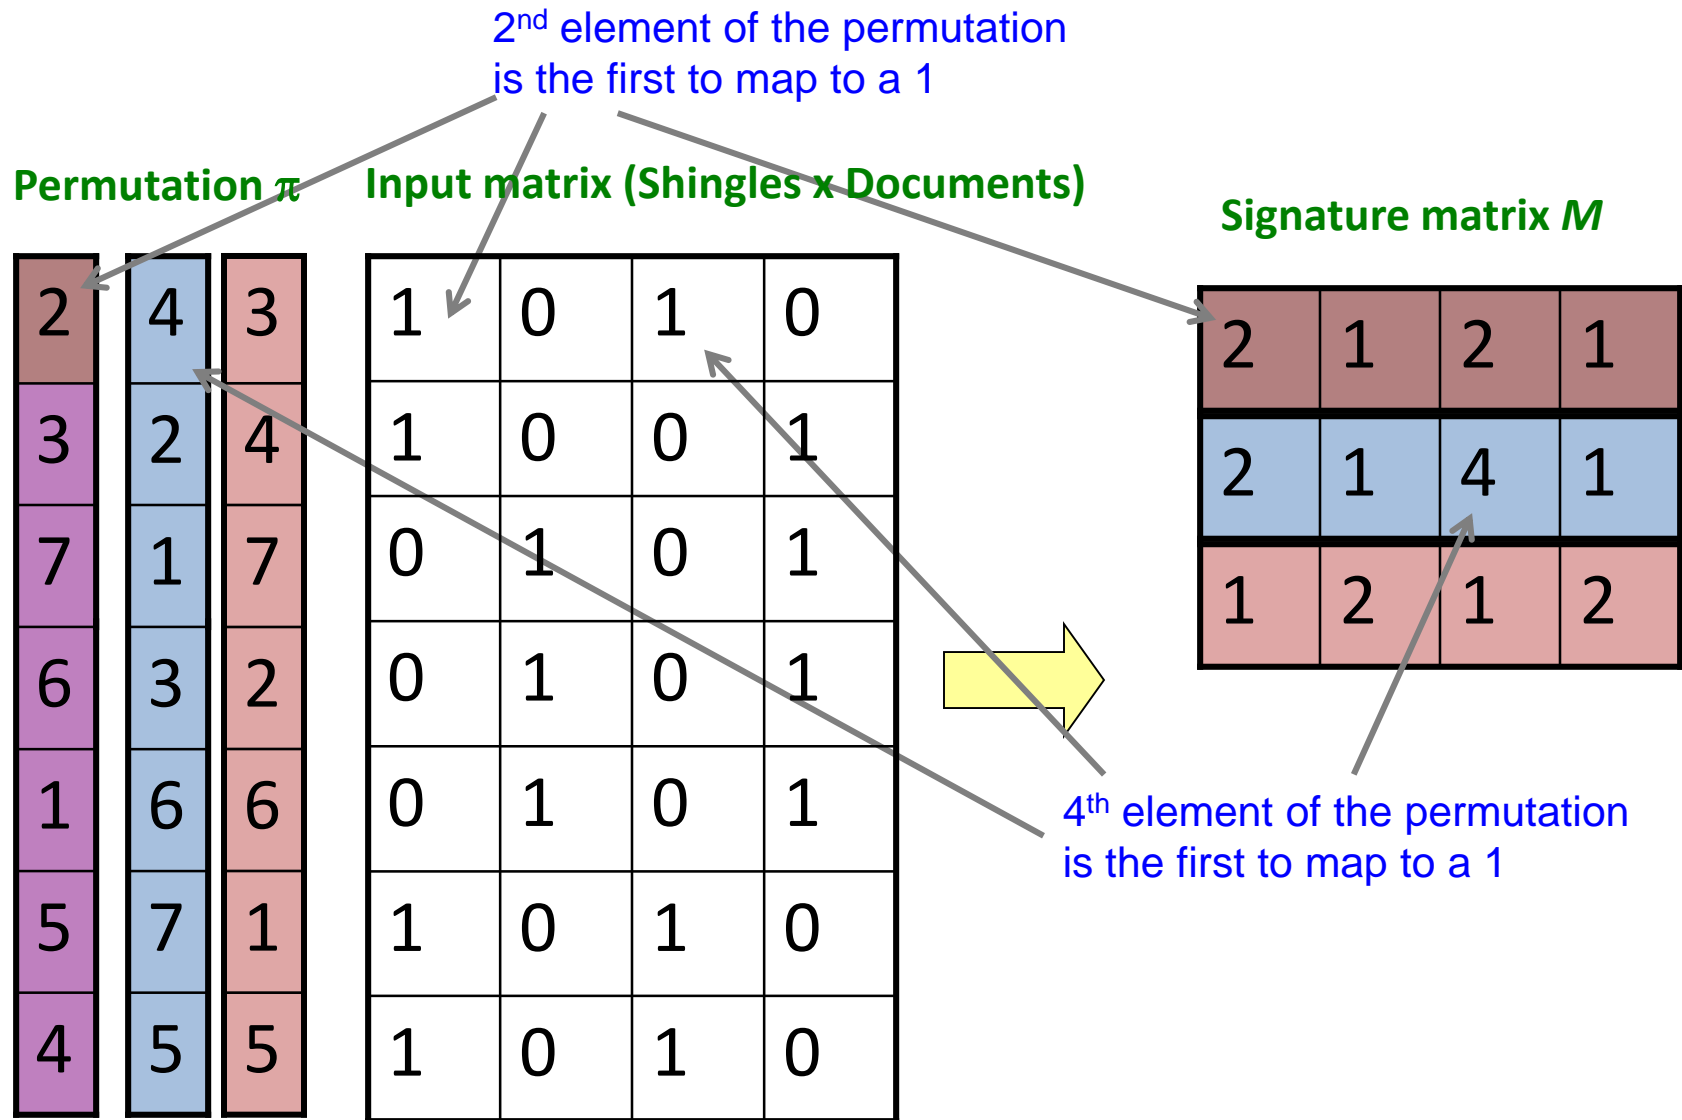 2nd element of the permutation
is the first to map to a 1
Permutation π
Input matrix (Shingles x Documents)
Signature matrix M
2 4 3 1 0 1 0
3 2 4 1 0 0 1
7 1 7 0 1 0 1
6 3 2 0 1 0 1
1 6 6 0 1 0 1
5 7 1 1 0 1 0
4 5 5 1 0 1 0
2 1 2 1
2 1 4 1
1 2 1 2
4th element of the permutation
is the first to map to a 1